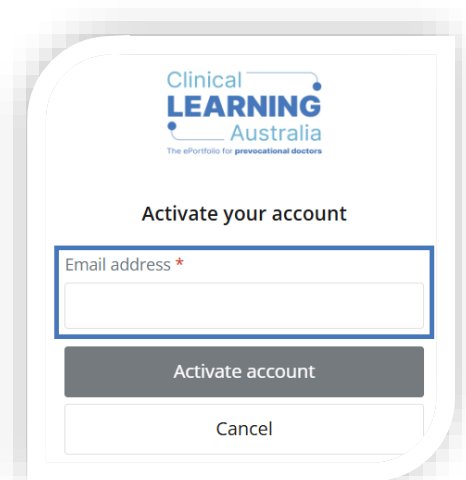 Clinical
LEARNING
Australia
The ePortfolio for prevocational doctors
Activate your account
Email address *
Activate account
Cancel